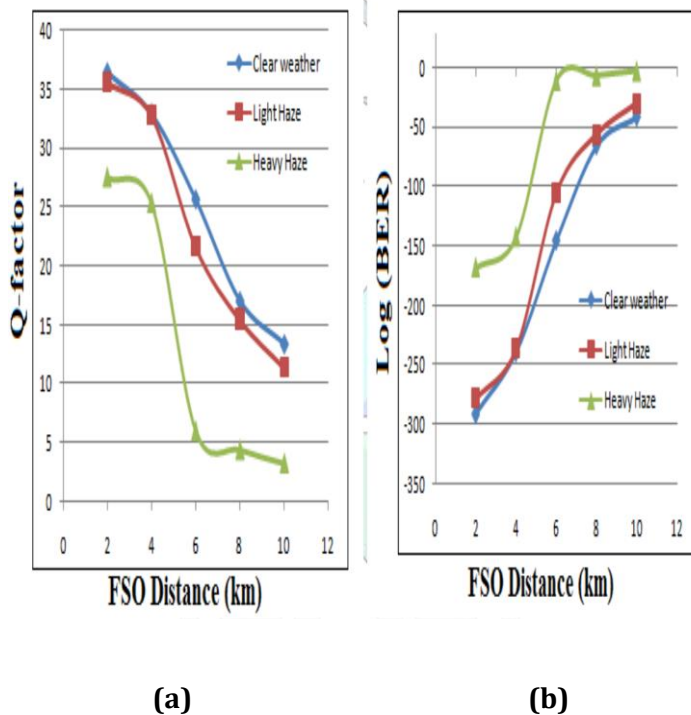 Q-factor
40
35
30
25
20
15
10
5
0
0 2 4 6 8 10 12
FSO Distance (km)
Clear weather
Light Haze
Heavy Haze
(a)
Log (BER)
0
-50
-100
-150
-200
-250
-300
-350
0 2 4 6 8 10 12
FSO Distance (km)
Clear weather
Light Haze
Heavy Haze
(b)